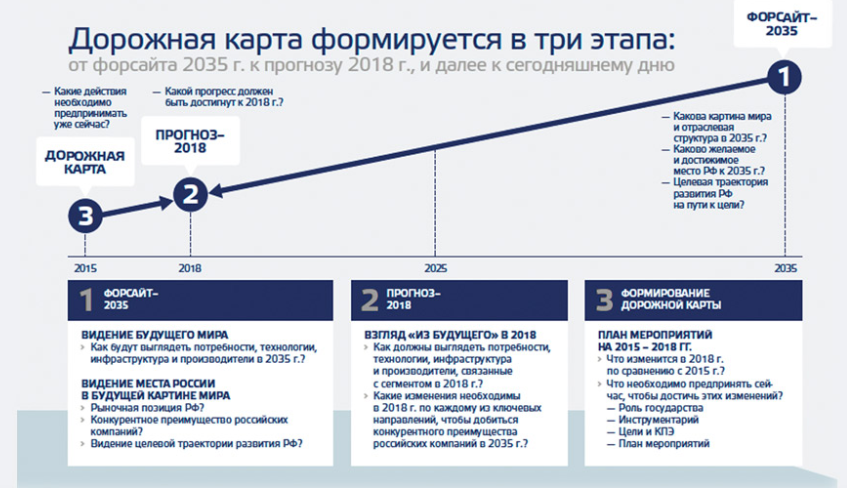 ФОРСАЙТ–
2035
Дорожная карта формируется в три этапа:
от форсайта 2035 г. к прогнозу 2018 г., и далее к сегодняшнему дню
1
— Какие действия
необходимо
предпринимать
уже сейчас?
— Какой прогресс должен
быть достигнут к 2018 г.?
— Какова картина мира
и отраслевая
структура в 2035 г.?
— Каково желаемое
и достижимое
место РФ к 2035 г.?
— Целевая траектория
развития РФ
на пути к цели?
ПРОГНОЗ–
2018
ДОРОЖНАЯ
КАРТА
2
3
2015
2018
2025
2035
1 ФОРСАЙТ–
2035
ВИДЕНИЕ БУДУЩЕГО МИРА
› Как будут выглядеть потребности, технологии,
инфраструктура и производители в 2035 г.?
ВИДЕНИЕ МЕСТА РОССИИ
В БУДУЩЕЙ КАРТИНЕ МИРА
› Рыночная позиция РФ?
› Конкурентное преимущество российских
компаний?
› Видение целевой траектории развития РФ?
2 ПРОГНОЗ–
2018
ВЗГЛЯД «ИЗ БУДУЩЕГО» В 2018
› Как должны выглядеть потребности,
технологии, инфраструктура
и производители, связанные
с сегментом в 2018 г.?
› Какие изменения необходимы
в 2018 г. по каждому из ключевых
направлений, чтобы добиться
конкурентного преимущества
российских компаний в 2035 г.?
3 ФОРМИРОВАНИЕ
ДОРОЖНОЙ КАРТЫ
ПЛАН МЕРОПРИЯТИЙ
НА 2015 – 2018 ГГ.
› Что изменится в 2018 г.
по сравнению с 2015 г.?
› Что необходимо предпринять сей-
час, чтобы достичь этих изменений?
— Роль государства
— Инструментарий
— Цели и КПЭ
— План мероприятий